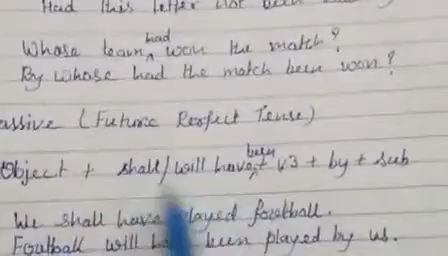 Had this letter not been
Whose team had won the match?
By whose had the match been won?
assive (Future Perfect Tense)
Object + shall/will have been + v3 + by + sub
We shall have played football.
Football will been played by us.